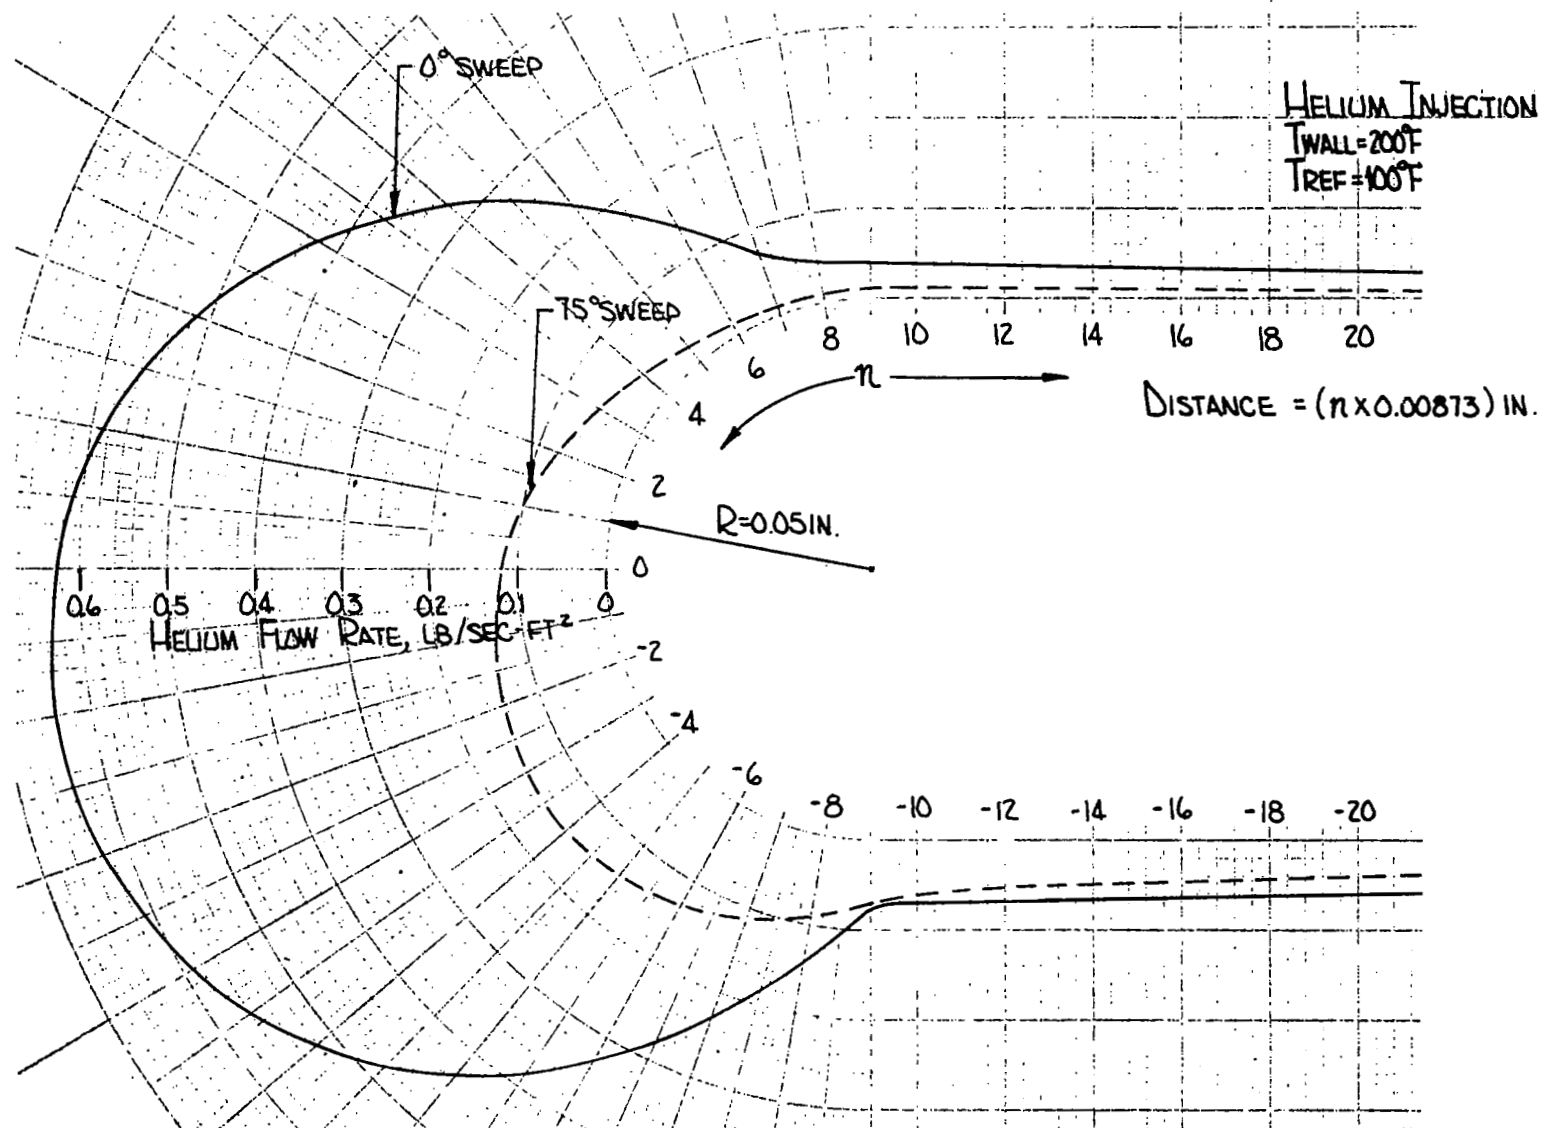 0° SWEEP
HELIUM INJECTION
TWALL=200°F
TREF=100°F
75° SWEEP
8 10 12 14 16 18 20
6
n
DISTANCE = (n X 0.00873) IN.
4
2
R=0.05 IN.
0
0.6 0.5 0.4 0.3 0.2 0.1 0
HELIUM FLOW RATE, LB/SEC-FT²
-2
-4
-6
-8 -10 -12 -14 -16 -18 -20